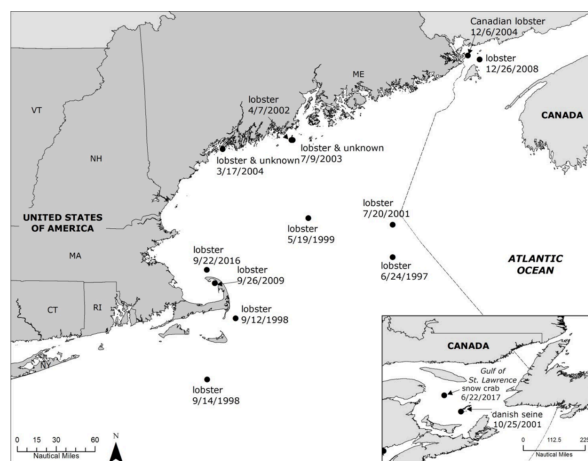 Canadian lobster
12/6/2004
lobster
12/26/2008
ME
VT
lobster
4/7/2002
CANADA
lobster & unknown
7/9/2003
NH
lobster & unknown
3/17/2004
UNITED STATES
OF AMERICA
lobster
7/20/2001
lobster
5/19/1999
MA
lobster
9/22/2016
lobster
9/26/2009
lobster
6/24/1997
ATLANTIC
OCEAN
CT
RI
lobster
9/12/1998
lobster
9/14/1998
CANADA
Gulf of
St. Lawrence
snow crab
6/22/2017
danish seine
10/25/2001
0 15 30 60
Nautical Miles
N
0 112.5 225
Nautical Miles